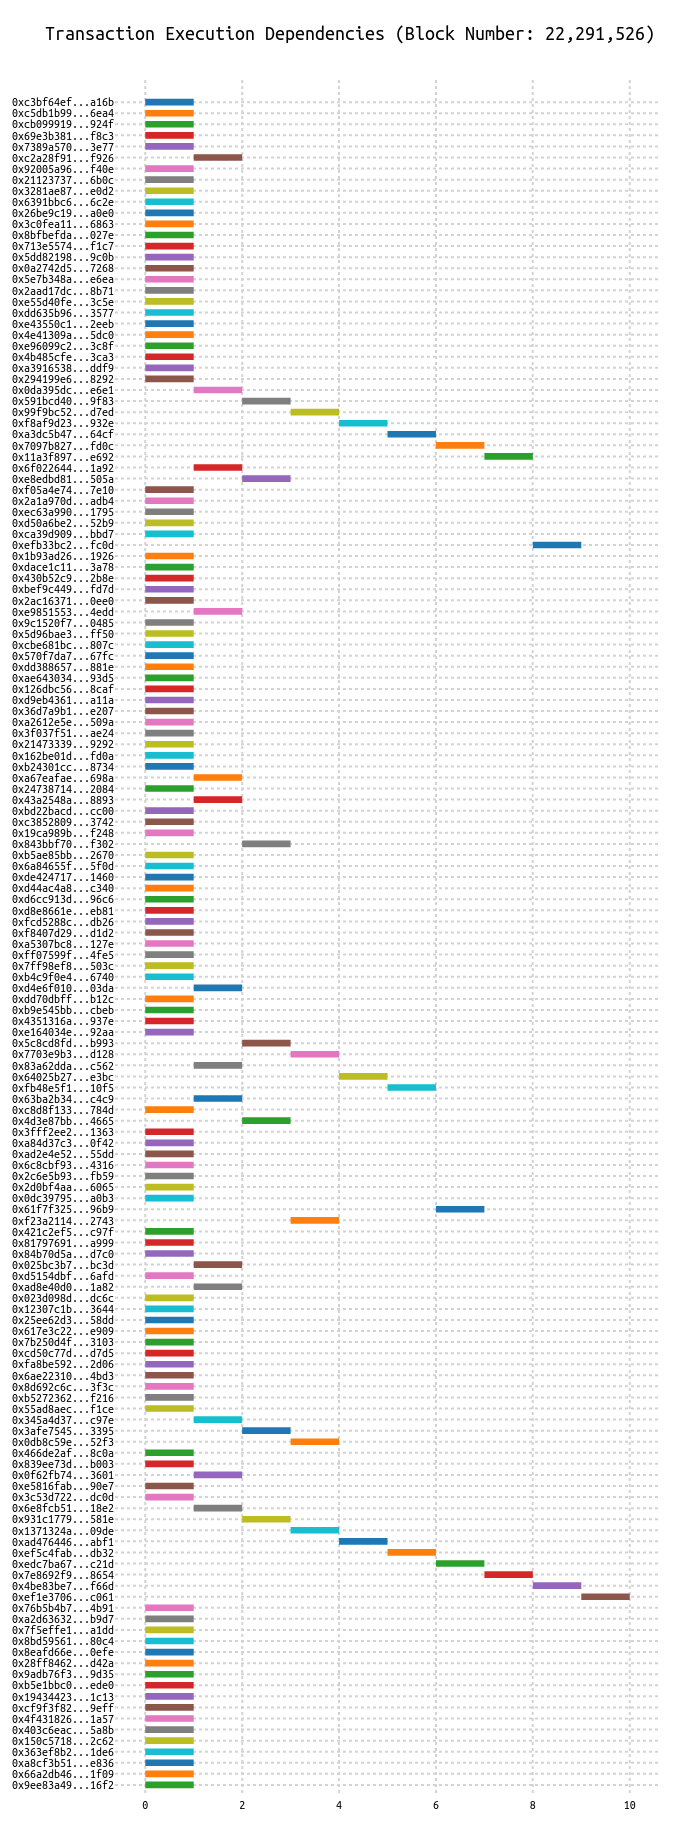 Transaction Execution Dependencies (Block Number: 22,291,526)
0xc3bf64ef...a16b
0xc5db1b99...6ea4
0xcb099919...924f
0x69e3b381...f8c3
0x7389a570...3e77
0xc2a28f91...f926
0x92005a96...f40e
0x21123737...6b0c
0x3281ae87...e0d2
0x6391bbc6...6c2e
0x26be9c19...a0e0
0x3c0fea11...6863
0x8bfbefda...027e
0x713e5574...f1c7
0x5dd82198...9c0b
0x0a2742d5...7268
0x5e7b348a...e6ea
0x2aad17dc...8b71
0xe55d40fe...3c5e
0xdd635b96...3577
0xe43550c1...2eeb
0x4e41309a...5dc0
0xe96099c2...3c8f
0x4b485cfe...3ca3
0xa3916538...ddf9
0x294199e6...8292
0x0da395dc...e6e1
0x591bcd40...9f83
0x99f9bc52...d7ed
0xf8af9d23...932e
0xa3dc5b47...64cf
0x7097b827...fd0c
0x11a3f897...e692
0x6f022644...1a92
0xe8edbd81...505a
0xf05a4e74...7e10
0x2a1a970d...adb4
0xec63a990...1795
0xd50a6be2...52b9
0xca39d909...bbd7
0xefb33bc2...fc0d
0x1b93ad26...1926
0xdace1c11...3a78
0x430b52c9...2b8e
0xbef9c449...fd7d
0x2ac16371...0ee0
0xe9851553...4edd
0x9c1520f7...0485
0x5d96bae3...ff50
0xcbe681bc...807c
0x570f7da7...67fc
0xdd388657...881e
0xae643034...93d5
0x126dbc56...8caf
0xd9eb4361...a11a
0x36d7a9b1...e207
0xa2612e5e...509a
0x3f037f51...ae24
0x21473339...9292
0x162be01d...fd0a
0xb24301cc...8734
0xa67eafae...698a
0x24738714...2084
0x43a2548a...8893
0xbd22bacd...cc00
0xc3852809...3742
0x19ca989b...f248
0x843bbf70...f302
0xb5ae85bb...2670
0x6a84655f...5f0d
0xde424717...1460
0xd44ac4a8...c340
0xd6cc913d...96c6
0xd8e8661e...eb81
0xfcd5288c...db26
0xf8407d29...d1d2
0xa5307bc8...127e
0xff07599f...4fe5
0x7ff98ef8...503c
0xb4c9f0e4...6740
0xd4e6f010...03da
0xdd70dbff...b12c
0xb9e545bb...cbeb
0x4351316a...937e
0xe164034e...92aa
0x5c8cd8fd...b993
0x7703e9b3...d128
0x83a62dda...c562
0x64025b27...e3bc
0xfb48e5f1...10f5
0x63ba2b34...c4c9
0xc8d8f133...784d
0x4d3e87bb...4665
0x3fff2ee2...1363
0xa84d37c3...0f42
0xad2e4e52...55dd
0x6c8cbf93...4316
0x2c6e5b93...fb59
0x2d0bf4aa...6065
0x0dc39795...a0b3
0x61f7f325...96b9
0xf23a2114...2743
0x421c2ef5...c97f
0x81797691...a999
0x84b70d5a...d7c0
0x025bc3b7...bc3d
0xd5154dbf...6afd
0xad8e40d0...1a82
0x023d098d...dc6c
0x12307c1b...3644
0x25ee62d3...58dd
0x617e3c22...e909
0x7b250d4f...3103
0xcd50c77d...d7d5
0xfa8be592...2d06
0x6ae22310...4bd3
0x8d692c6c...3f3c
0xb5272362...f216
0x55ad8aec...f1ce
0x345a4d37...c97e
0x3afe7545...3395
0x0db8c59e...52f3
0x466de2af...8c0a
0x839ee73d...b003
0x0f62fb74...3601
0xe5816fab...90e7
0x3c53d722...dc0d
0x6e8fcb51...18e2
0x931c1779...581e
0x1371324a...09de
0xad476446...abf1
0xef5c4fab...db32
0xedc7ba67...c21d
0x7e8692f9...8654
0x4be83be7...f66d
0xef1e3706...c061
0x76b5b4b7...4b91
0xa2d63632...b9d7
0x7f5effe1...a1dd
0x8bd59561...80c4
0x8eafd66e...0efe
0x28ff8462...d42a
0x9adb76f3...9d35
0xb5e1bbc0...ede0
0x19434423...1c13
0xcf9f3f82...9eff
0x4f431826...1a57
0x403c6eac...5a8b
0x150c5718...2c62
0x363ef8b2...1de6
0xa8cf3b51...e836
0x66a2db46...1f09
0x9ee83a49...16f2
0 2 4 6 8 10